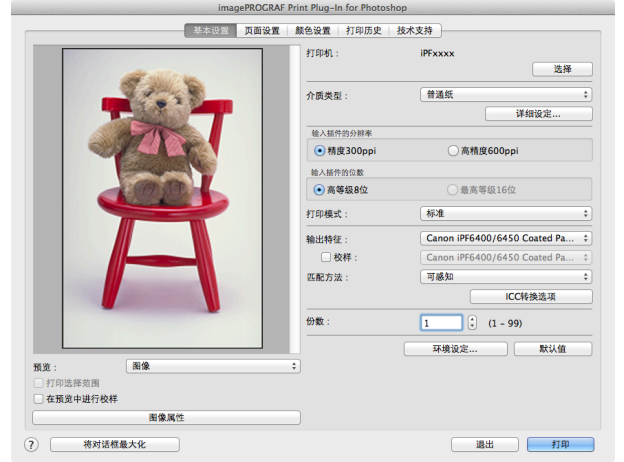 imagePROGRAF Print Plug-In for Photoshop
基本设置 页面设置 颜色设置 打印历史 技术支持
打印机： iPFxxxx
选择
介质类型： 普通纸
详细设定...
输入插件的分辨率
精度300ppi 高精度600ppi
输入插件的位数
高等级8位 最高等级16位
打印模式： 标准
输出特征： Canon iPF6400/6450 Coated Pa...
校样： Canon iPF6400/6450 Coated Pa...
匹配方法： 可感知
ICC转换选项
份数： 1 (1 – 99)
环境设定... 默认值
预览： 图像
打印选择范围
在预览中进行校样
图像属性
? 将对话框最大化 退出 打印